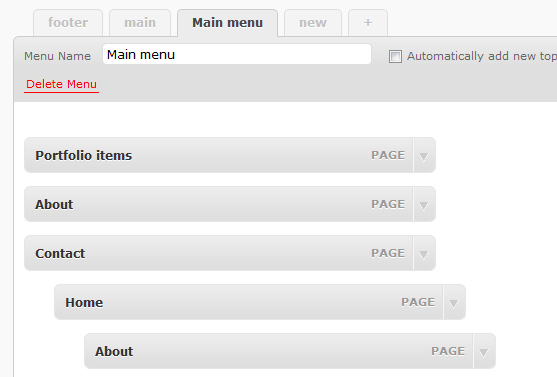 footer main Main menu new +
Menu Name Main menu Automatically add new top
Delete Menu
Portfolio items PAGE
About PAGE
Contact PAGE
Home PAGE
About PAGE